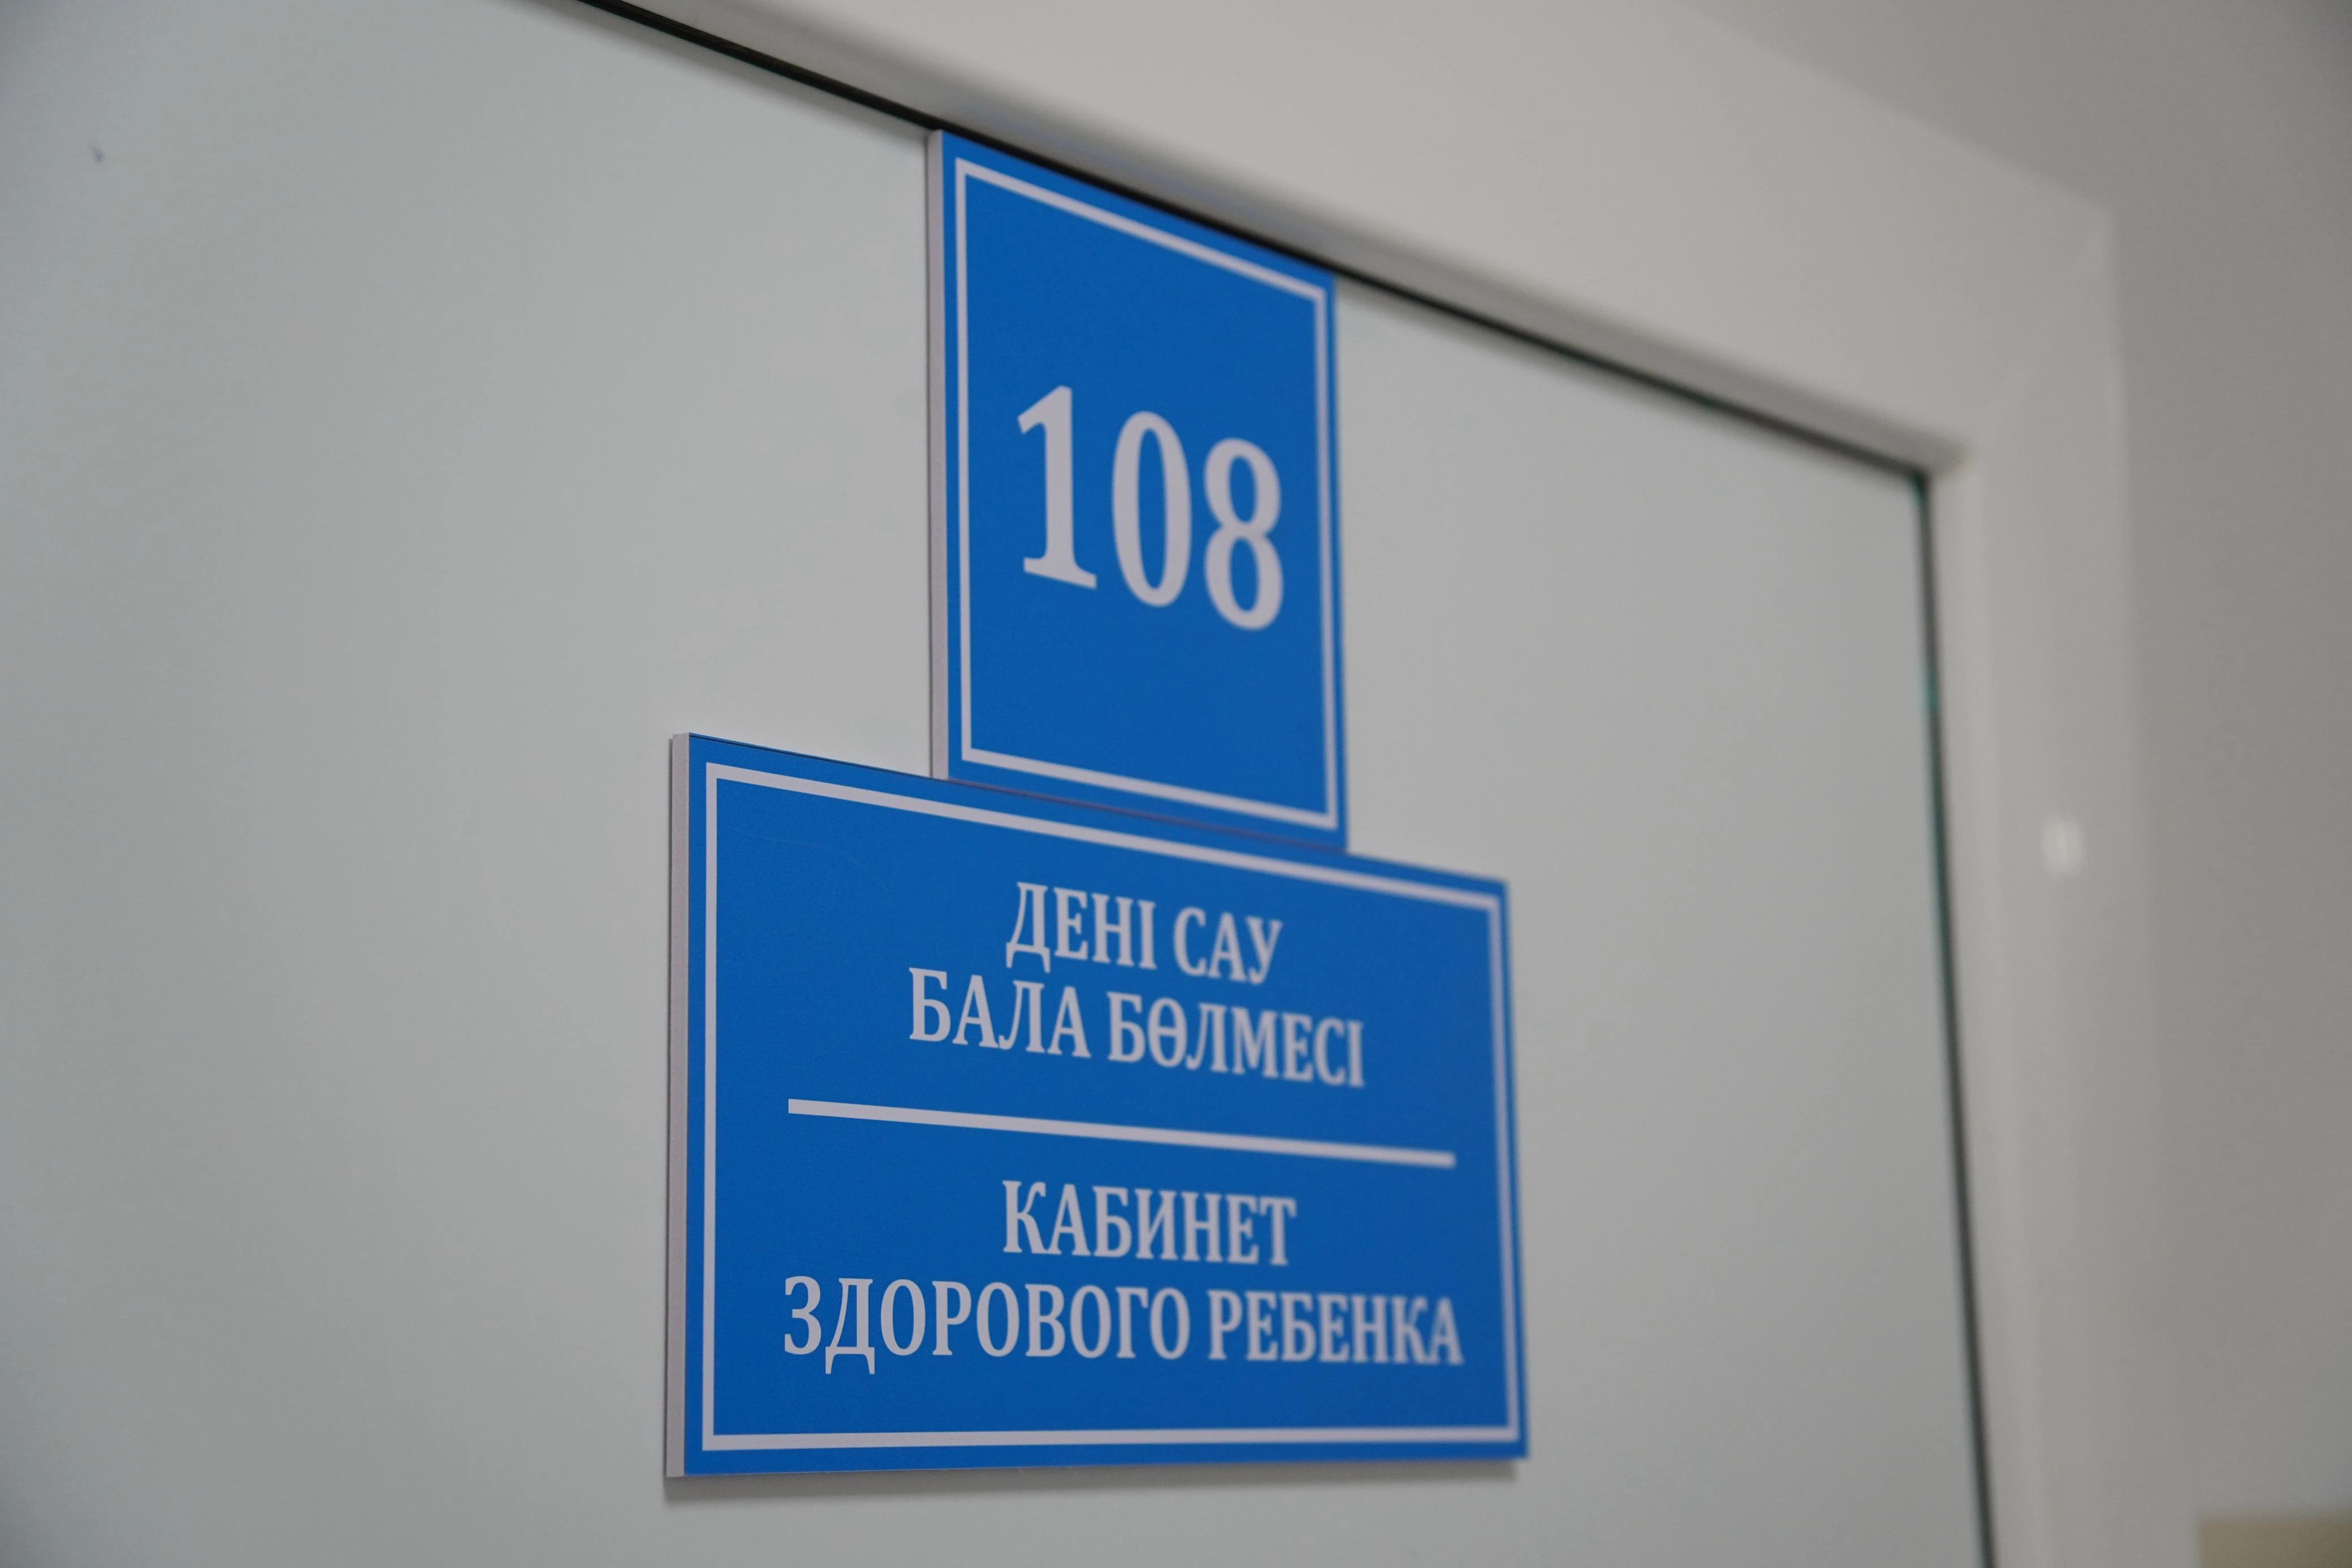 108
ДЕНІ САУ
БАЛА БӨЛМЕСІ
КАБИНЕТ
ЗДОРОВОГО РЕБЕНКА